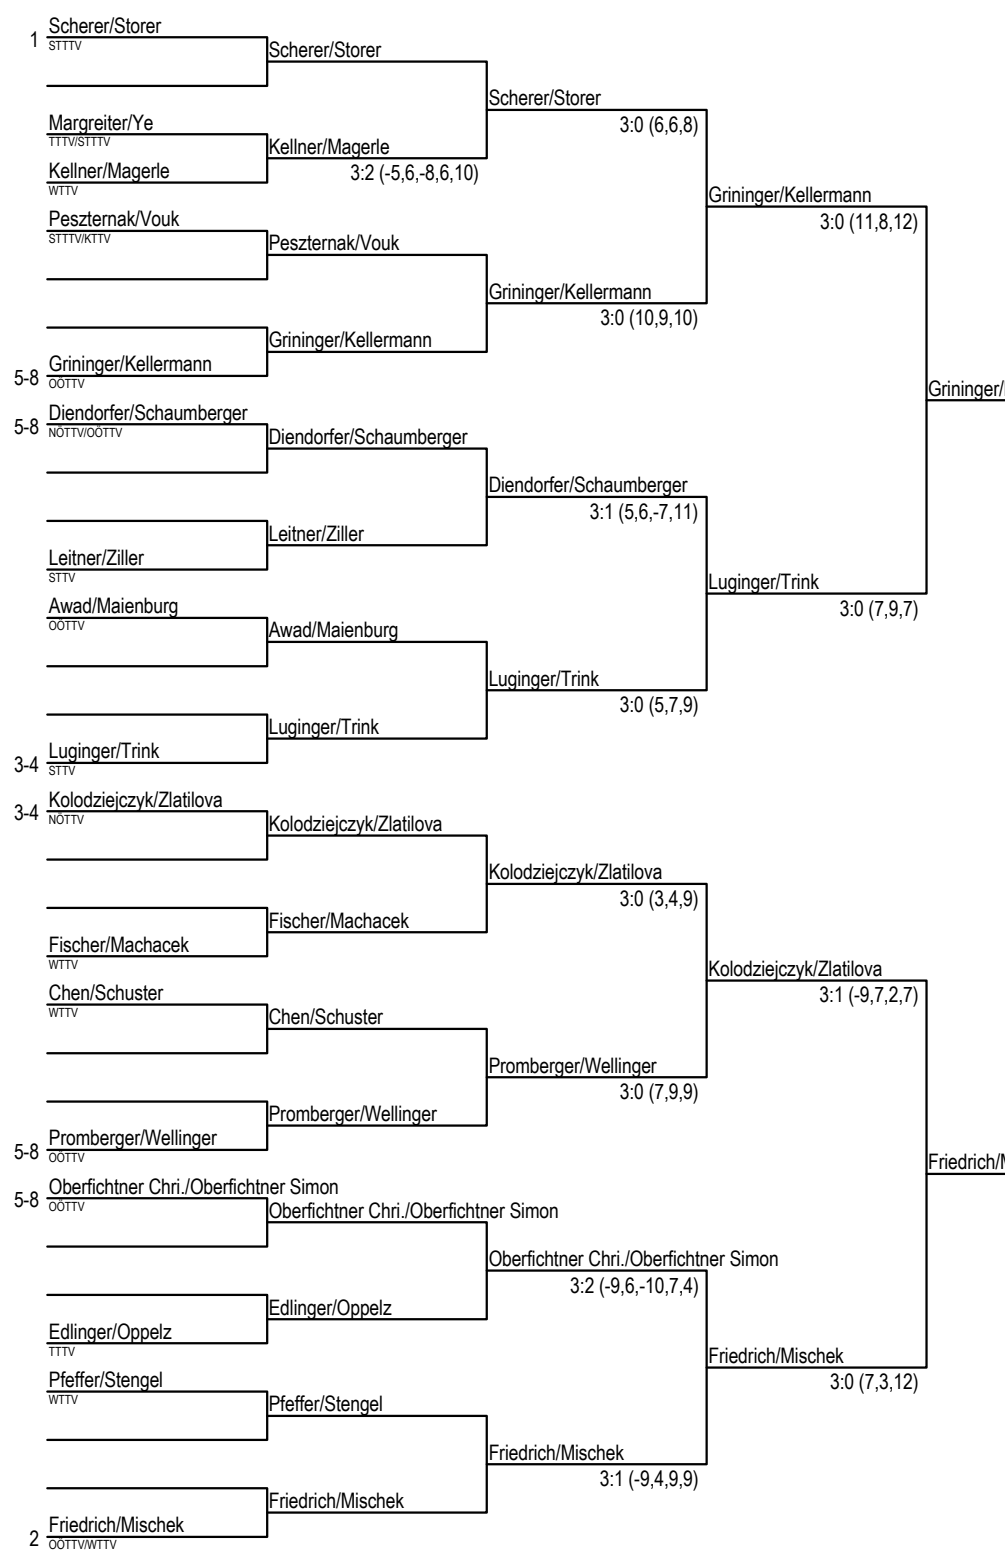 Scherer/Storer
1
STTTV
Scherer/Storer
Scherer/Storer
3:0 (6,6,8)
Margreiter/Ye
TTTV/STTTV
Kellner/Magerle
3:2 (-5,6,-8,6,10)
Kellner/Magerle
WTTV
Grininger/Kellermann
3:0 (11,8,12)
Peszternak/Vouk
STTTV/KTTV
Peszternak/Vouk
Grininger/Kellermann
3:0 (10,9,10)
Grininger/Kellermann
Grininger/Kellermann
5-8
OÖTTV
Grininger/
Diendorfer/Schaumberger
5-8
NÖTTV/OÖTTV
Diendorfer/Schaumberger
Diendorfer/Schaumberger
3:1 (5,6,-7,11)
Leitner/Ziller
Leitner/Ziller
STTV
Luginger/Trink
3:0 (7,9,7)
Awad/Maienburg
OÖTTV
Awad/Maienburg
Luginger/Trink
3:0 (5,7,9)
Luginger/Trink
Luginger/Trink
3-4
STTV
Kolodziejczyk/Zlatilova
3-4
NÖTTV
Kolodziejczyk/Zlatilova
Kolodziejczyk/Zlatilova
3:0 (3,4,9)
Fischer/Machacek
Fischer/Machacek
WTTV
Kolodziejczyk/Zlatilova
3:1 (-9,7,2,7)
Chen/Schuster
WTTV
Chen/Schuster
Promberger/Wellinger
3:0 (7,9,9)
Promberger/Wellinger
Promberger/Wellinger
5-8
OÖTTV
Friedrich/
Oberfichtner Chri./Oberfichtner Simon
5-8
OÖTTV
Oberfichtner Chri./Oberfichtner Simon
Oberfichtner Chri./Oberfichtner Simon
3:2 (-9,6,-10,7,4)
Edlinger/Oppelz
Edlinger/Oppelz
TTTV
Friedrich/Mischek
3:0 (7,3,12)
Pfeffer/Stengel
WTTV
Pfeffer/Stengel
Friedrich/Mischek
3:1 (-9,4,9,9)
Friedrich/Mischek
Friedrich/Mischek
2
OÖTTV/WTTV